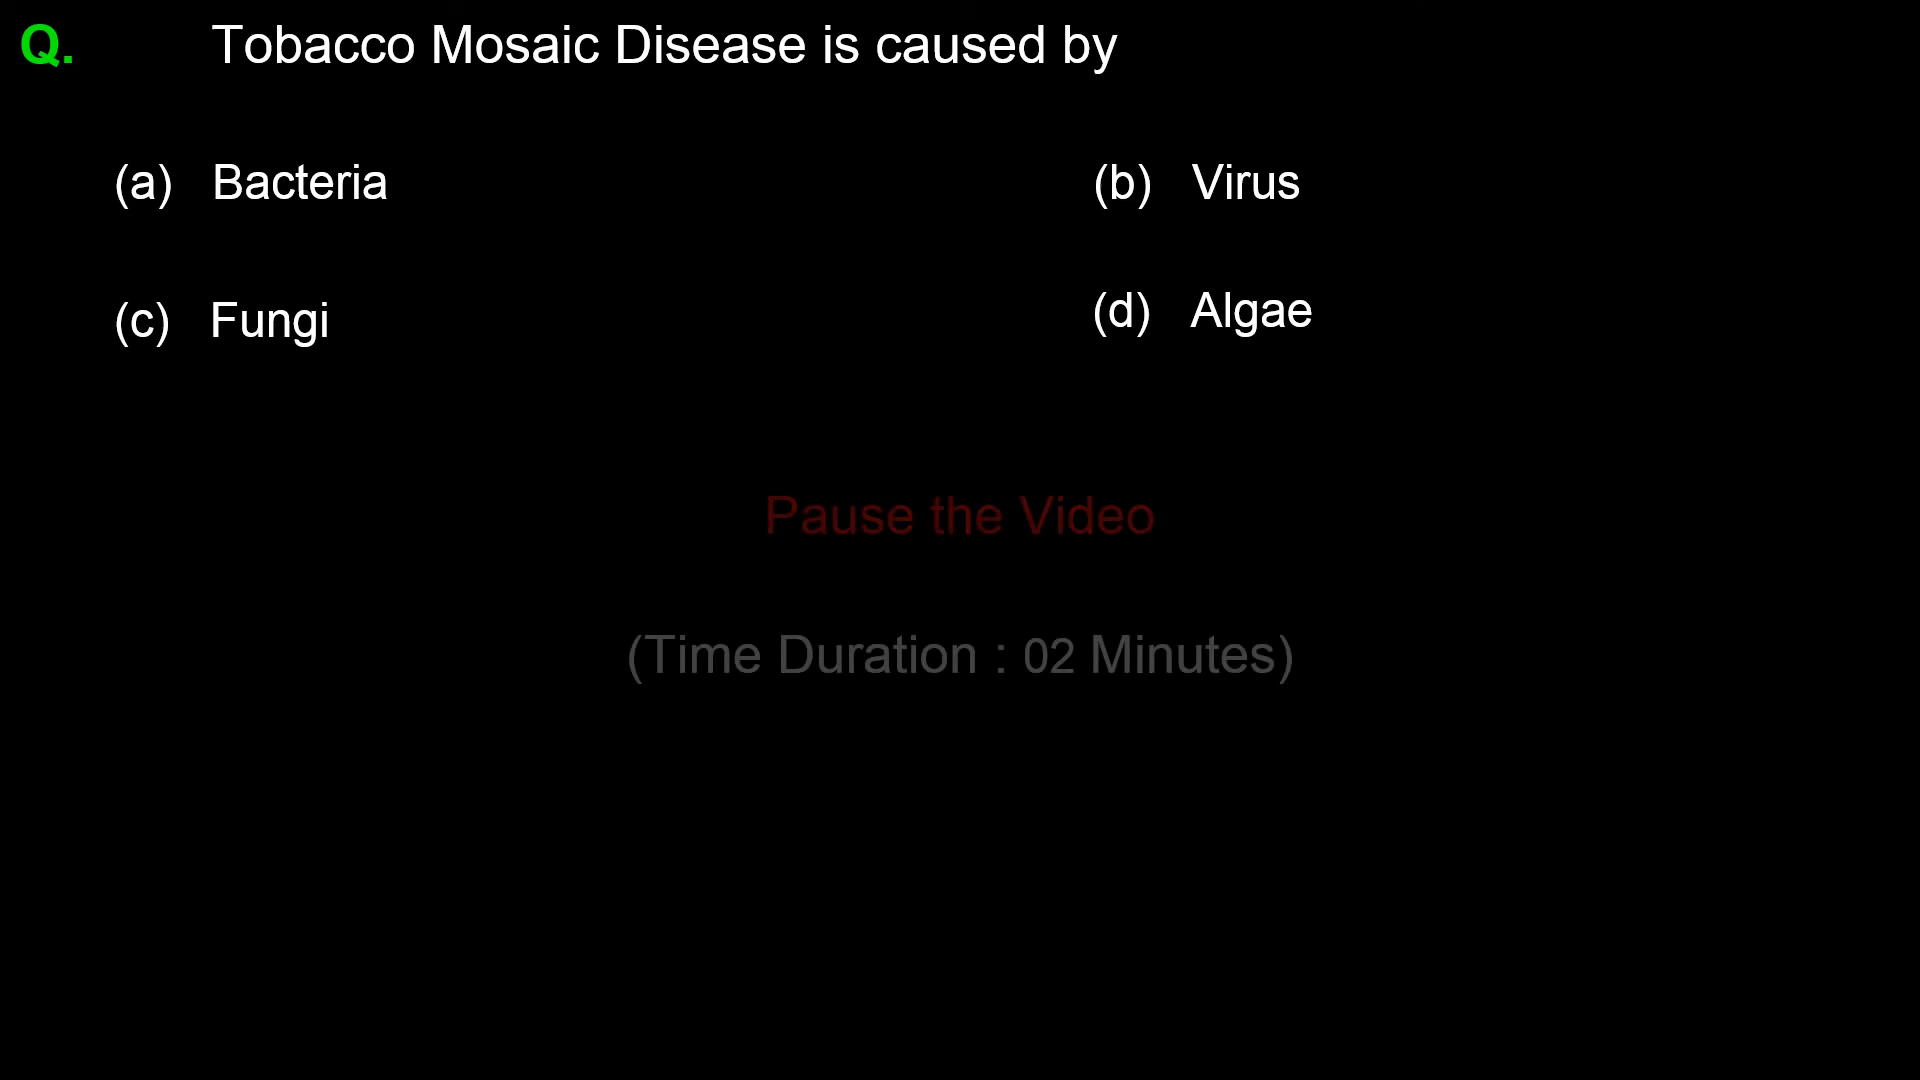 Q. Tobacco Mosaic Disease is caused by
(a) Bacteria (b) Virus
(c) Fungi (d) Algae
Pause the Video
(Time Duration : 02 Minutes)